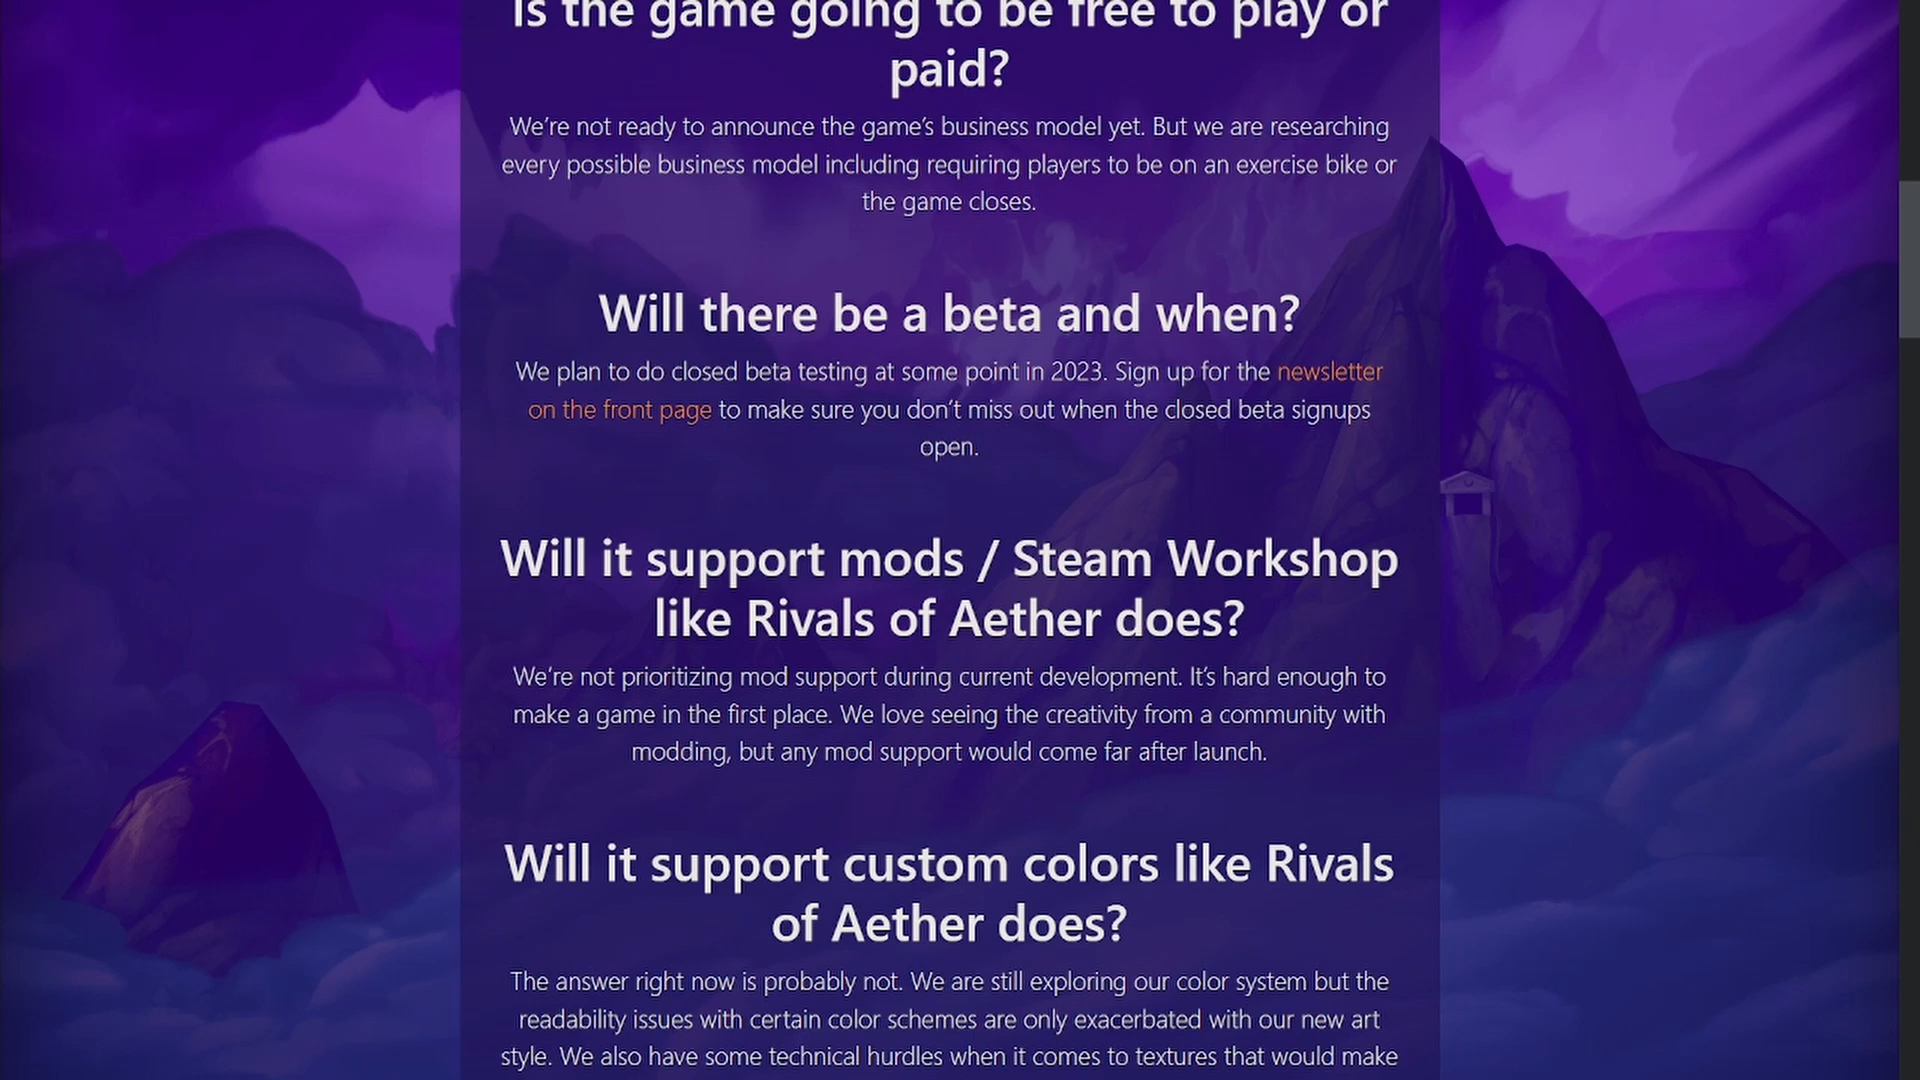 Is the game going to be free to play or
paid?
We're not ready to announce the game's business model yet. But we are researching
every possible business model including requiring players to be on an exercise bike or
the game closes.
Will there be a beta and when?
We plan to do closed beta testing at some point in 2023. Sign up for the newsletter
on the front page to make sure you don't miss out when the closed beta signups
open.
Will it support mods / Steam Workshop
like Rivals of Aether does?
We're not prioritizing mod support during current development. It's hard enough to
make a game in the first place. We love seeing the creativity from a community with
modding, but any mod support would come far after launch.
Will it support custom colors like Rivals
of Aether does?
The answer right now is probably not. We are still exploring our color system but the
readability issues with certain color schemes are only exacerbated with our new art
style. We also have some technical hurdles when it comes to textures that would make